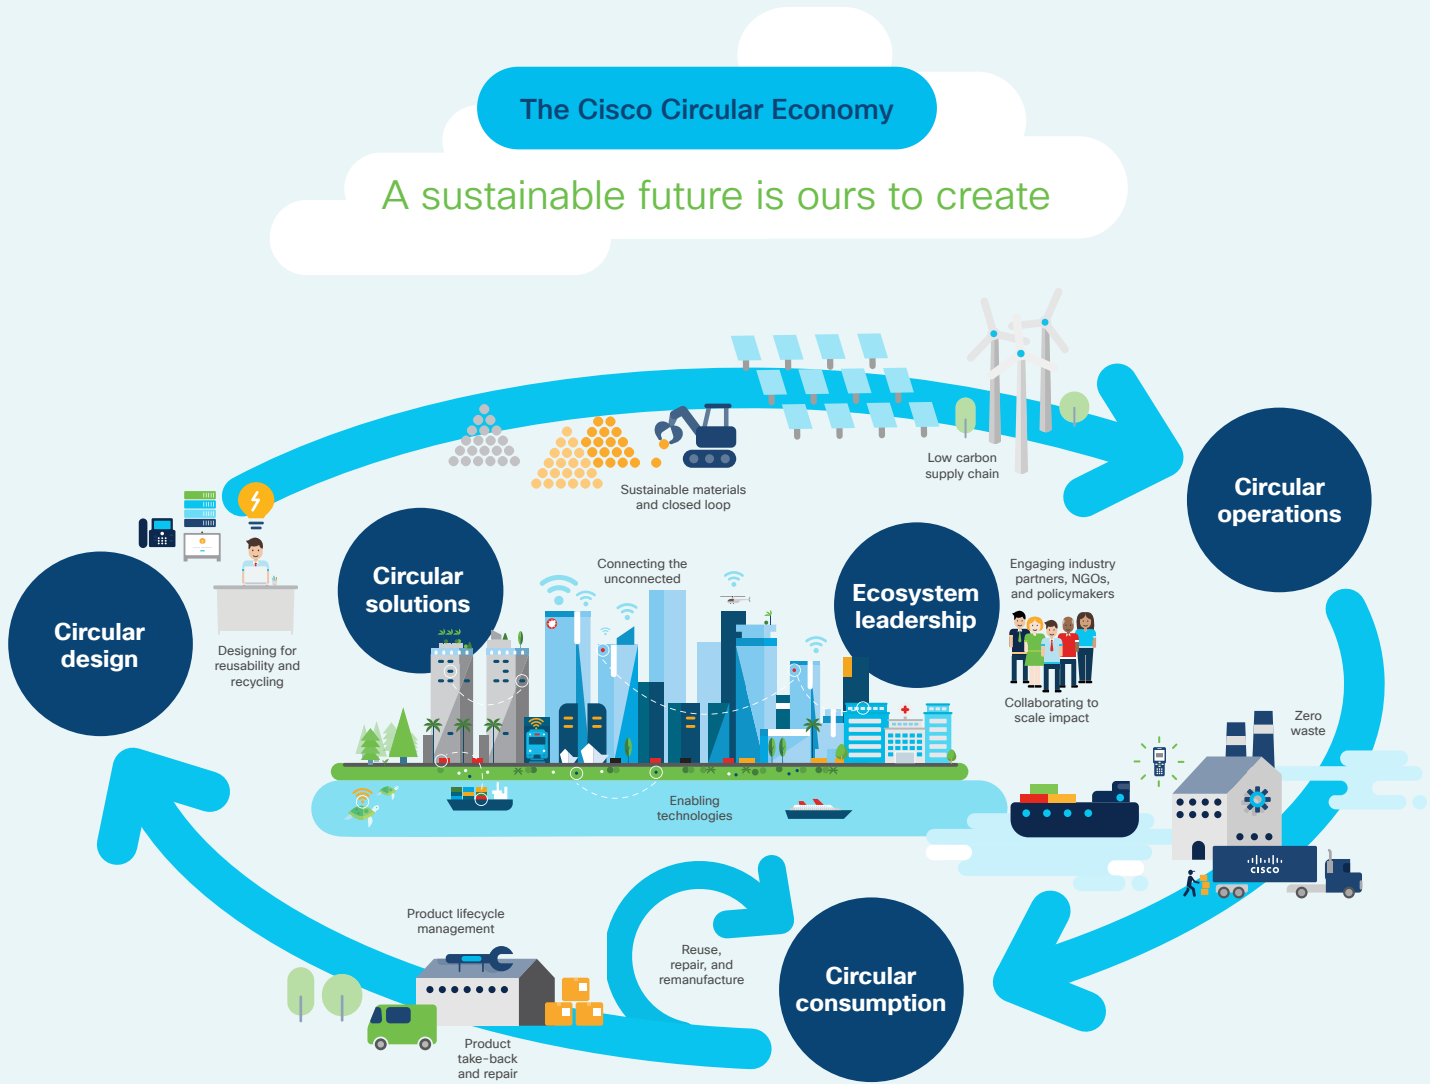 The Cisco Circular Economy
A sustainable future is ours to create
Low carbon
supply chain
Sustainable materials
and closed loop
Circular
operations
Circular
solutions
Connecting the
unconnected
Ecosystem
leadership
Engaging industry
partners, NGOs,
and policymakers
Circular
design
Designing for
reusability and
recycling
Collaborating to
scale impact
Zero
waste
Enabling
technologies
CISCO
Product lifecycle
management
Reuse,
repair, and
remanufacture
Circular
consumption
Product
take-back
and repair